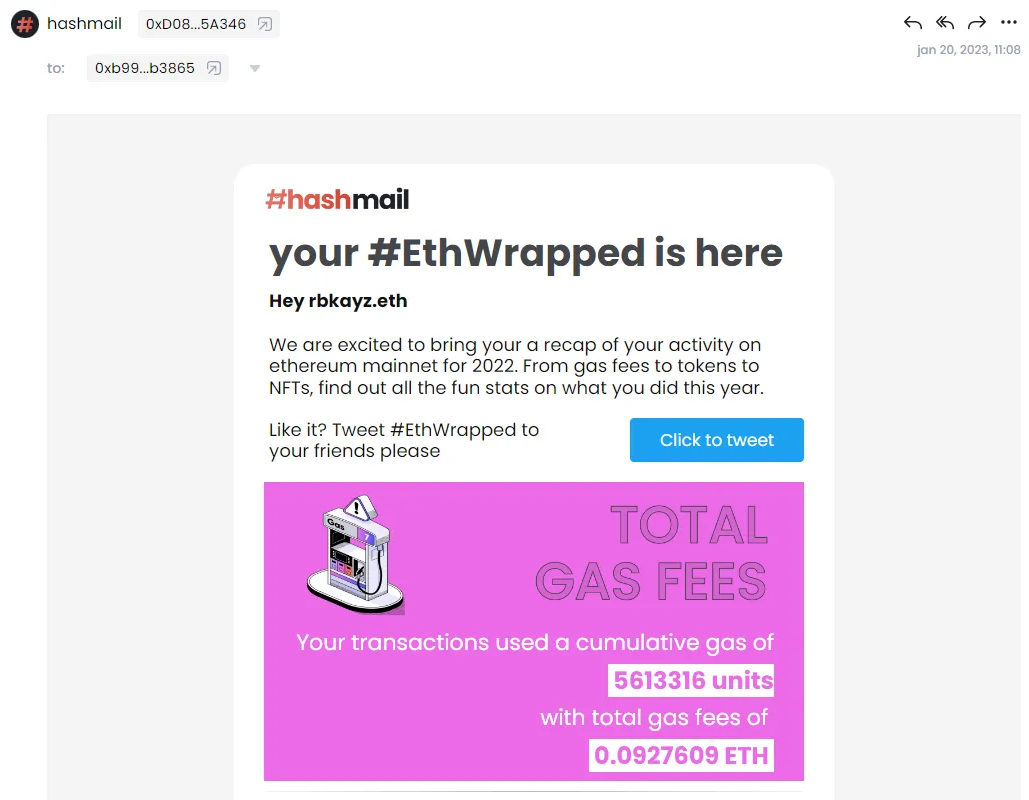 hashmail 0xD08...5A346
jan 20, 2023, 11:08
to: 0xb99...b3865
#hashmail
your #EthWrapped is here
Hey rbkayz.eth
We are excited to bring your a recap of your activity on
ethereum mainnet for 2022. From gas fees to tokens to
NFTs, find out all the fun stats on what you did this year.
Like it? Tweet #EthWrapped to
your friends please
Click to tweet
Gas
7
TOTAL
GAS FEES
Your transactions used a cumulative gas of
5613316 units
with total gas fees of
0.0927609 ETH